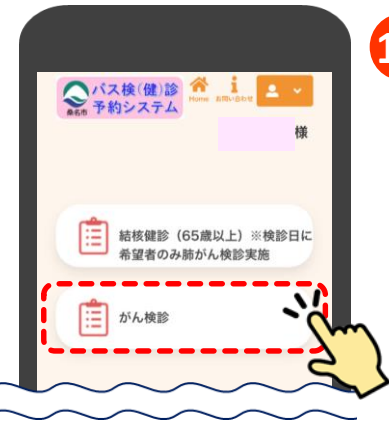 1
バス検(健)診
予約システム
桑名市
Home
お問い合わせ
様
結核健診（65歳以上）※検診日に
希望者のみ肺がん検診実施
がん検診